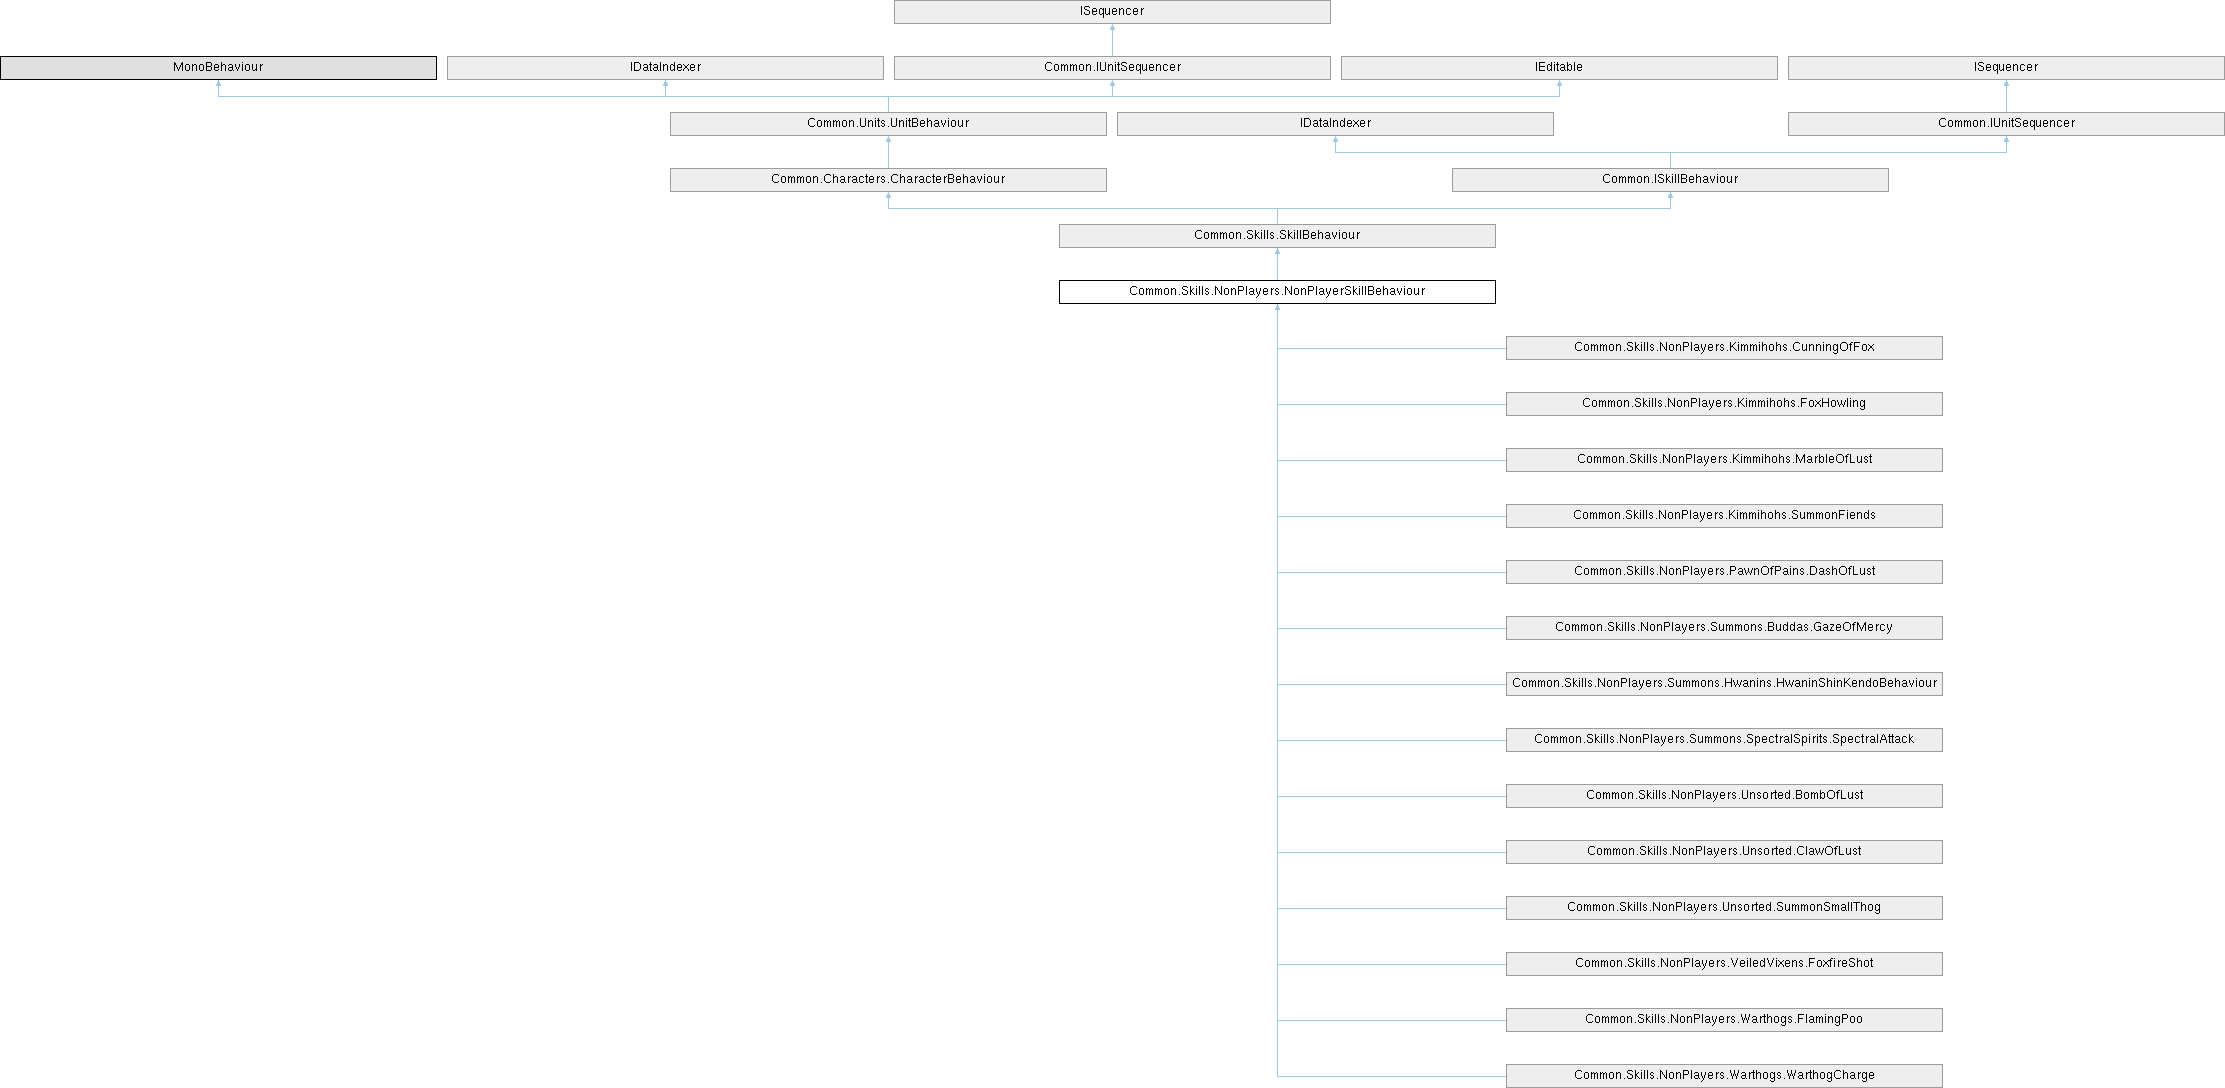 ISequencer
MonoBehaviour
IDataIndexer
Common.IUnitSequencer
IEditable
ISequencer
Common.Units.UnitBehaviour
IDataIndexer
Common.IUnitSequencer
Common.Characters.CharacterBehaviour
Common.ISkillBehaviour
Common.Skills.SkillBehaviour
Common.Skills.NonPlayers.NonPlayerSkillBehaviour
Common.Skills.NonPlayers.Kimmihohs.CunningOfFox
Common.Skills.NonPlayers.Kimmihohs.FoxHowling
Common.Skills.NonPlayers.Kimmihohs.MarbleOfLust
Common.Skills.NonPlayers.Kimmihohs.SummonFiends
Common.Skills.NonPlayers.PawnOfPains.DashOfLust
Common.Skills.NonPlayers.Summons.Buddas.GazeOfMercy
Common.Skills.NonPlayers.Summons.Hwanins.HwaninShinKendoBehaviour
Common.Skills.NonPlayers.Summons.SpectralSpirits.SpectralAttack
Common.Skills.NonPlayers.Unsorted.BombOfLust
Common.Skills.NonPlayers.Unsorted.ClawOfLust
Common.Skills.NonPlayers.Unsorted.SummonSmallThog
Common.Skills.NonPlayers.VeiledVixens.FoxfireShot
Common.Skills.NonPlayers.Warthogs.FlamingPoo
Common.Skills.NonPlayers.Warthogs.WarthogCharge